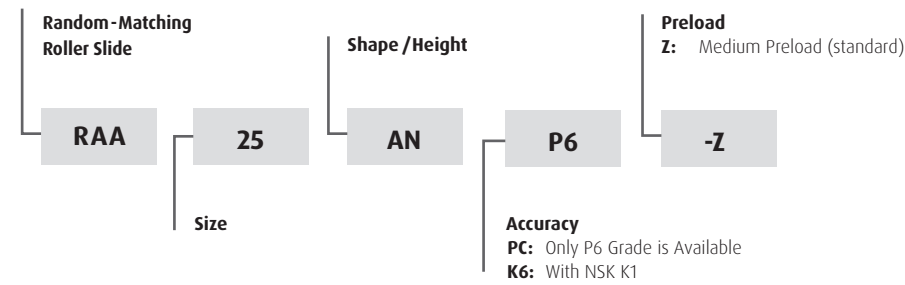 Random-Matching
Roller Slide
Shape/Height
Preload
Z: Medium Preload (standard)
RAA
25
AN
P6
-Z
Size
Accuracy
PC: Only P6 Grade is Available
K6: With NSK K1